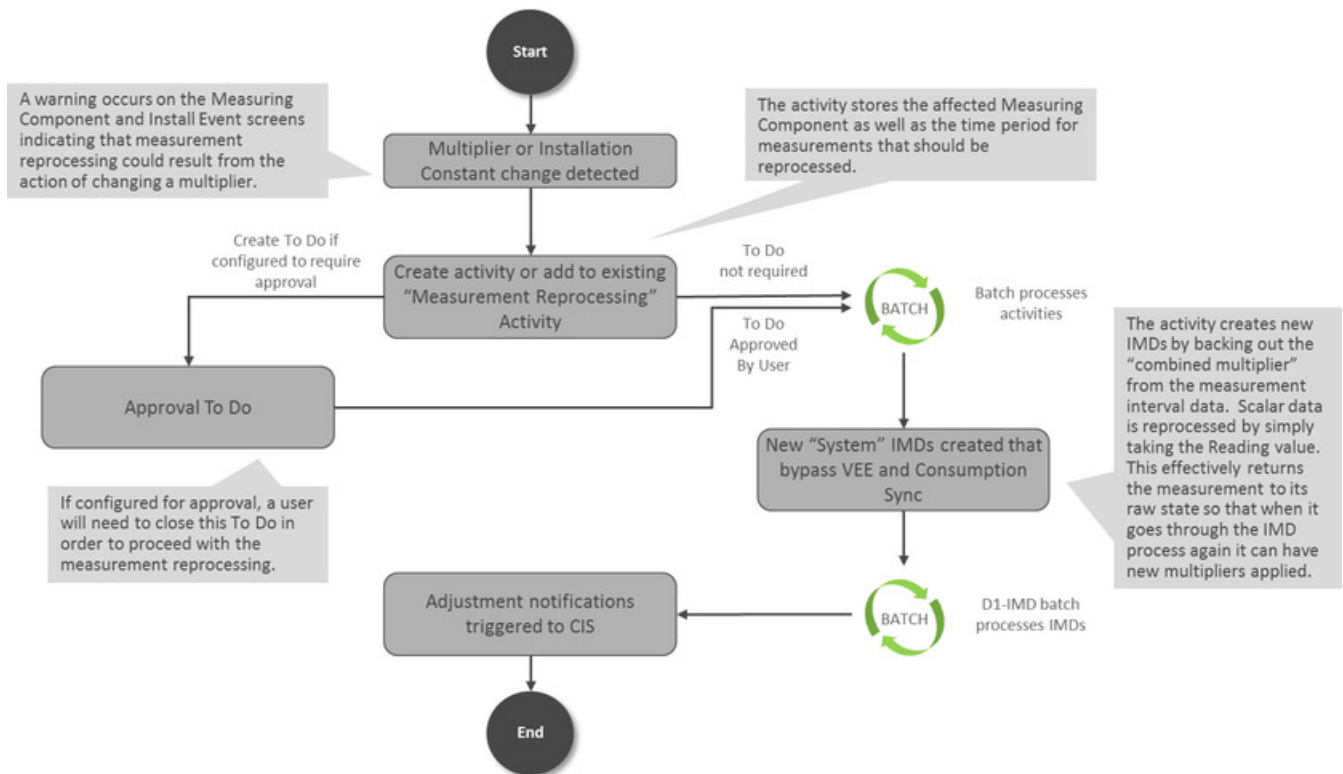 Start
A warning occurs on the Measuring
Component and Install Event screens
indicating that measurement
reprocessing could result from the
action of changing a multiplier.
The activity stores the affected Measuring
Component as well as the time period for
measurements that should be
reprocessed.
Multiplier or Installation
Constant change detected
Create To Do if
configured to require
approval
Create activity or add to existing
“Measurement Reprocessing”
Activity
To Do
not required
To Do
Approved
By User
BATCH
Batch processes
activities
Approval To Do
If configured for approval, a user
will need to close this To Do in
order to proceed with the
measurement reprocessing.
New “System” IMDs created that
bypass VEE and Consumption
Sync
The activity creates new
IMDs by backing out the
“combined multiplier”
from the measurement
interval data.  Scalar data
is reprocessed by simply
taking the Reading value.
This effectively returns
the measurement to its
raw state so that when it
goes through the IMD
process again it can have
new multipliers applied.
Adjustment notifications
triggered to CIS
BATCH
D1-IMD batch
processes IMDs
End